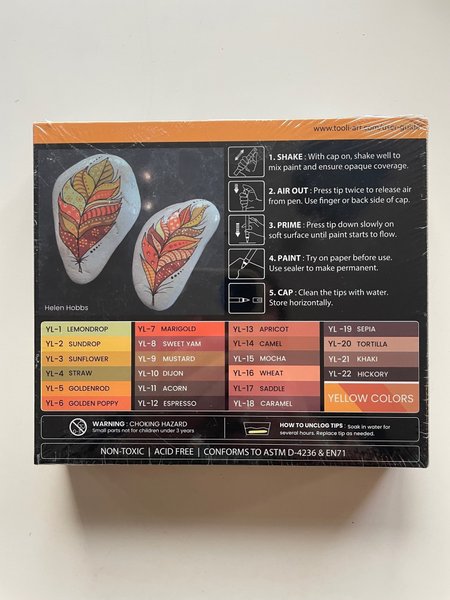 www.tooli-art.com/user-guide
1. SHAKE : With cap on, shake well to
mix paint and ensure opaque coverage.
2. AIR OUT : Press tip twice to release air
from pen. Use finger or back side of cap.
3. PRIME : Press tip down slowly on
soft surface until paint starts to flow.
4. PAINT : Try on paper before use.
Use sealer to make permanent.
5. CAP : Clean the tips with water.
Store horizontally.
Helen Hobbs
YL-1 LEMONDROP
YL-2 SUNDROP
YL-3 SUNFLOWER
YL-4 STRAW
YL-5 GOLDENROD
YL-6 GOLDEN POPPY
YL-7 MARIGOLD
YL-8 SWEET YAM
YL-9 MUSTARD
YL-10 DIJON
YL-11 ACORN
YL-12 ESPRESSO
YL-13 APRICOT
YL-14 CAMEL
YL-15 MOCHA
YL-16 WHEAT
YL-17 SADDLE
YL-18 CARAMEL
YL-19 SEPIA
YL-20 TORTILLA
YL-21 KHAKI
YL-22 HICKORY
YELLOW COLORS
WARNING : CHOKING HAZARD
Small parts not for children under 3 years
HOW TO UNCLOG TIPS : Soak in water for
several hours. Replace tip as needed.
NON-TOXIC | ACID FREE | CONFORMS TO ASTM D-4236 & EN71